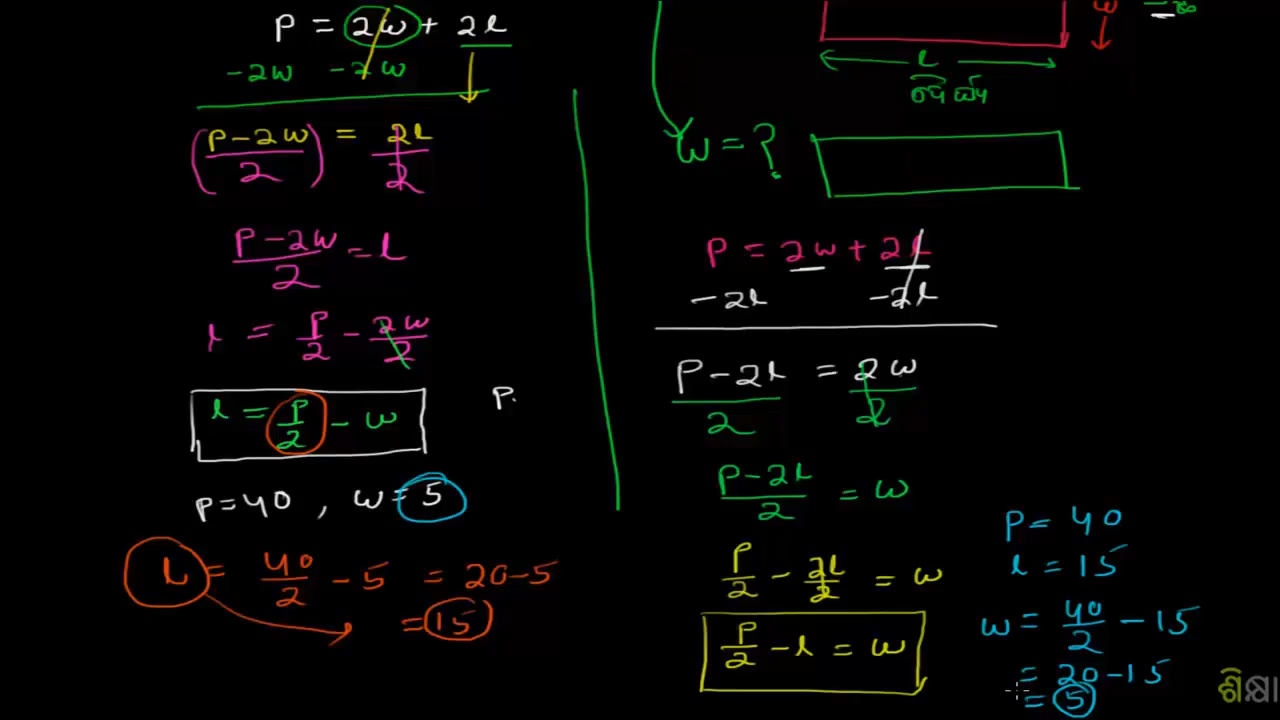 P = 2w + 2l
-2w -2w
(P-2w)/2 = 2l/2
(P-2w)/2 = l
l = P/2 - 2w/2
l = P/2 - w
P.
P=40 , w=5
l = 40/2 - 5 = 20-5
= 15
w
l
w = ?
P = 2w + 2l
-2l -2l
P-2l/2 = 2w/2
P-2l/2 = w
P/2 - 2l/2 = w
P/2 - l = w
P = 40
l = 15
w = 40/2 - 15
= 20-15
= 5
ଶିକ୍ଷା